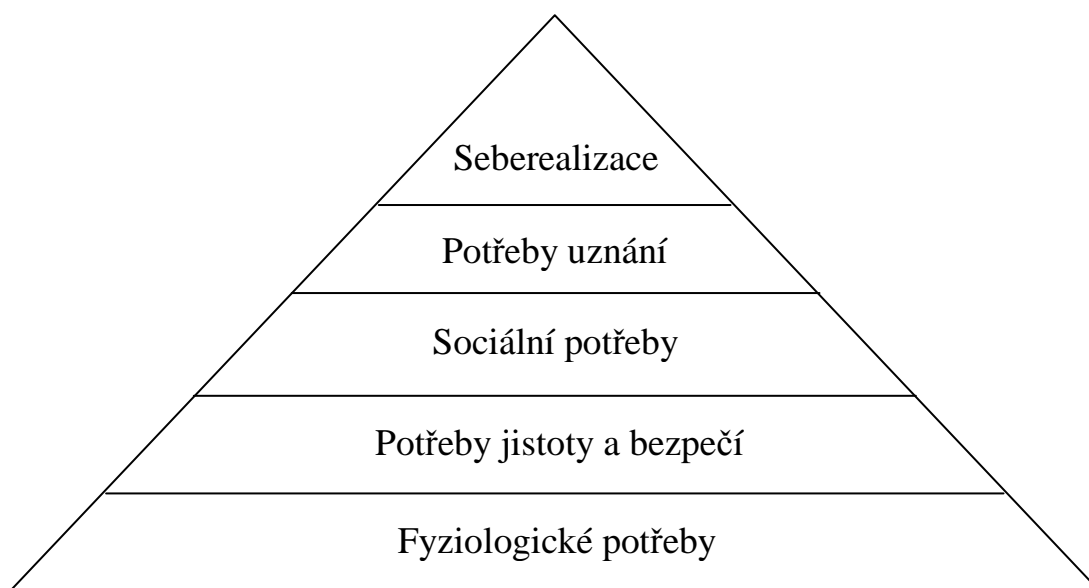 Seberealizace
Potřeby uznání
Sociální potřeby
Potřeby jistoty a bezpečí
Fyziologické potřeby